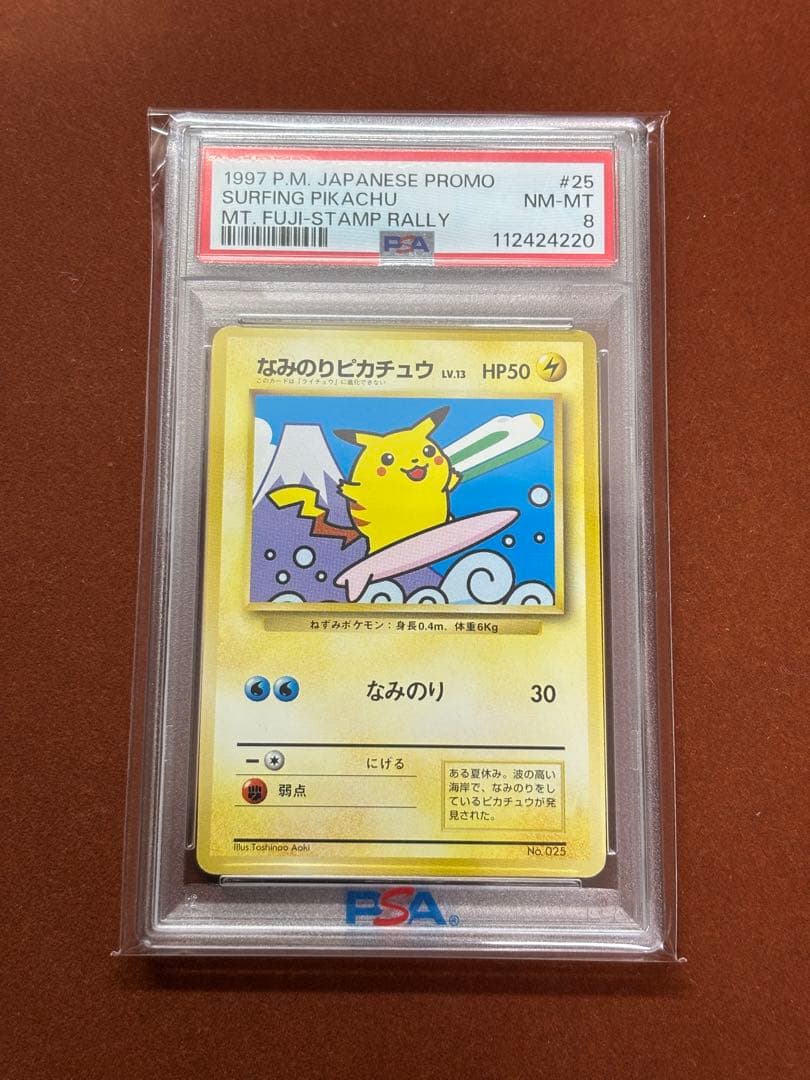 1997 P.M. JAPANESE PROMO #25
SURFING PIKACHU NM-MT
MT. FUJI-STAMP RALLY 8
PSA 112424220
なみのりピカチュウ LV.13 HP50
このカードは「ライチュウ」に進化できない
ねずみポケモン：身長0.4m、体重6Kg
なみのり 30
にげる
弱点
ある夏休み。波の高い
海岸で、なみのりをし
ているピカチュウが発
見された。
Illus.Toshinao Aoki No. 025
PSA®